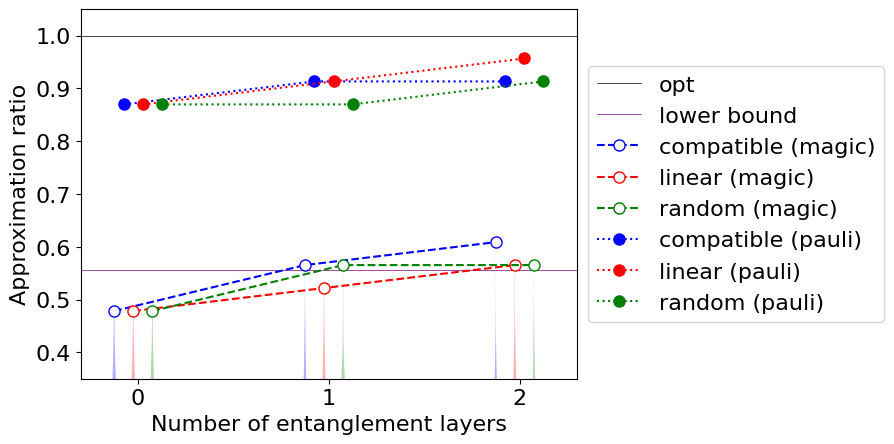 1.0
0.9
0.8
0.7
0.6
0.5
0.4
Approximation ratio
0
1
2
Number of entanglement layers
opt
lower bound
compatible (magic)
linear (magic)
random (magic)
compatible (pauli)
linear (pauli)
random (pauli)